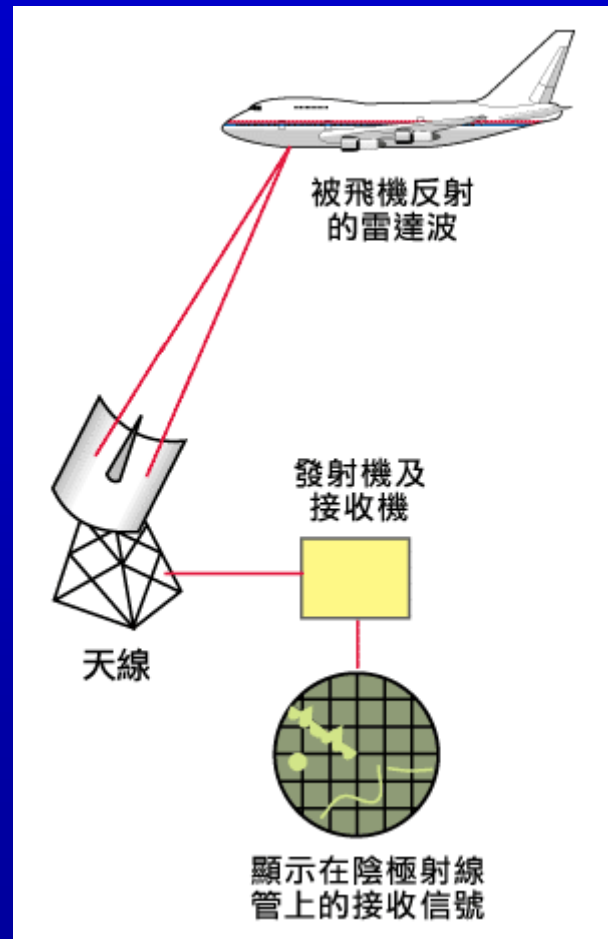 被飛機反射
的雷達波
發射機及
接收機
天線
顯示在陰極射線
管上的接收信號